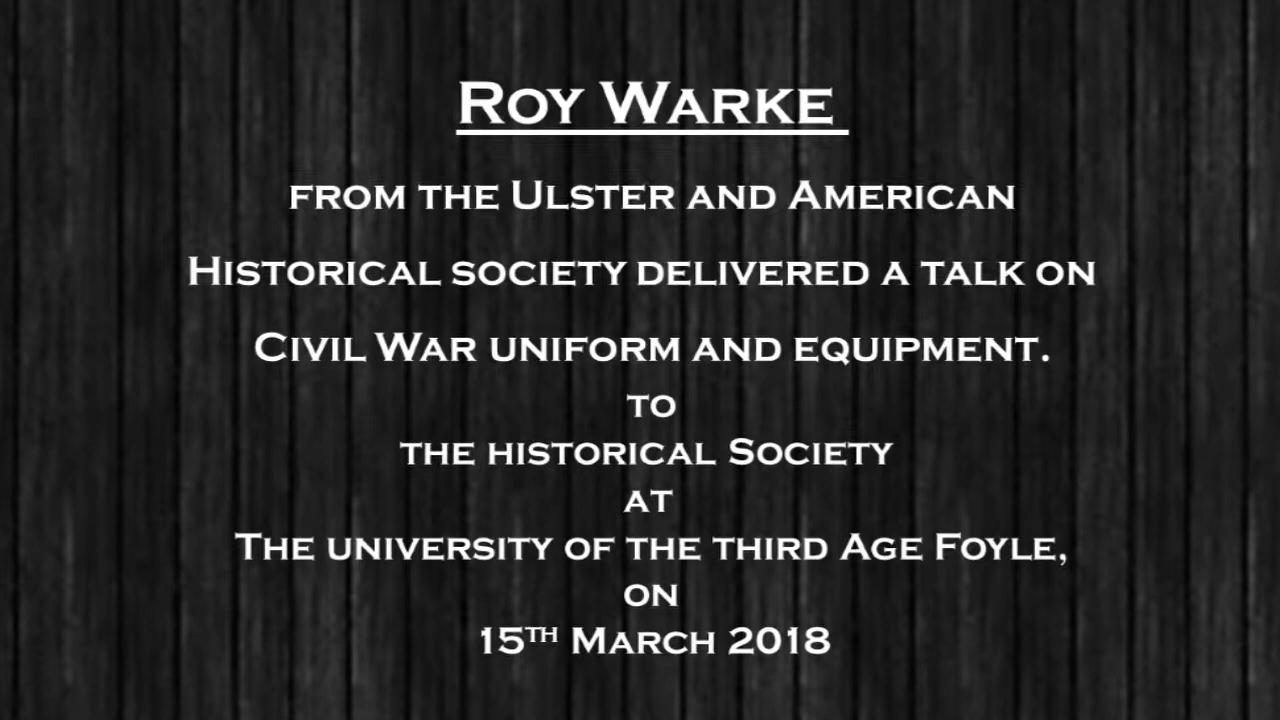 Roy Warke
from the Ulster and American
Historical society delivered a talk on
Civil War uniform and equipment.
to
the historical Society
at
The university of the third Age Foyle,
on
15th March 2018